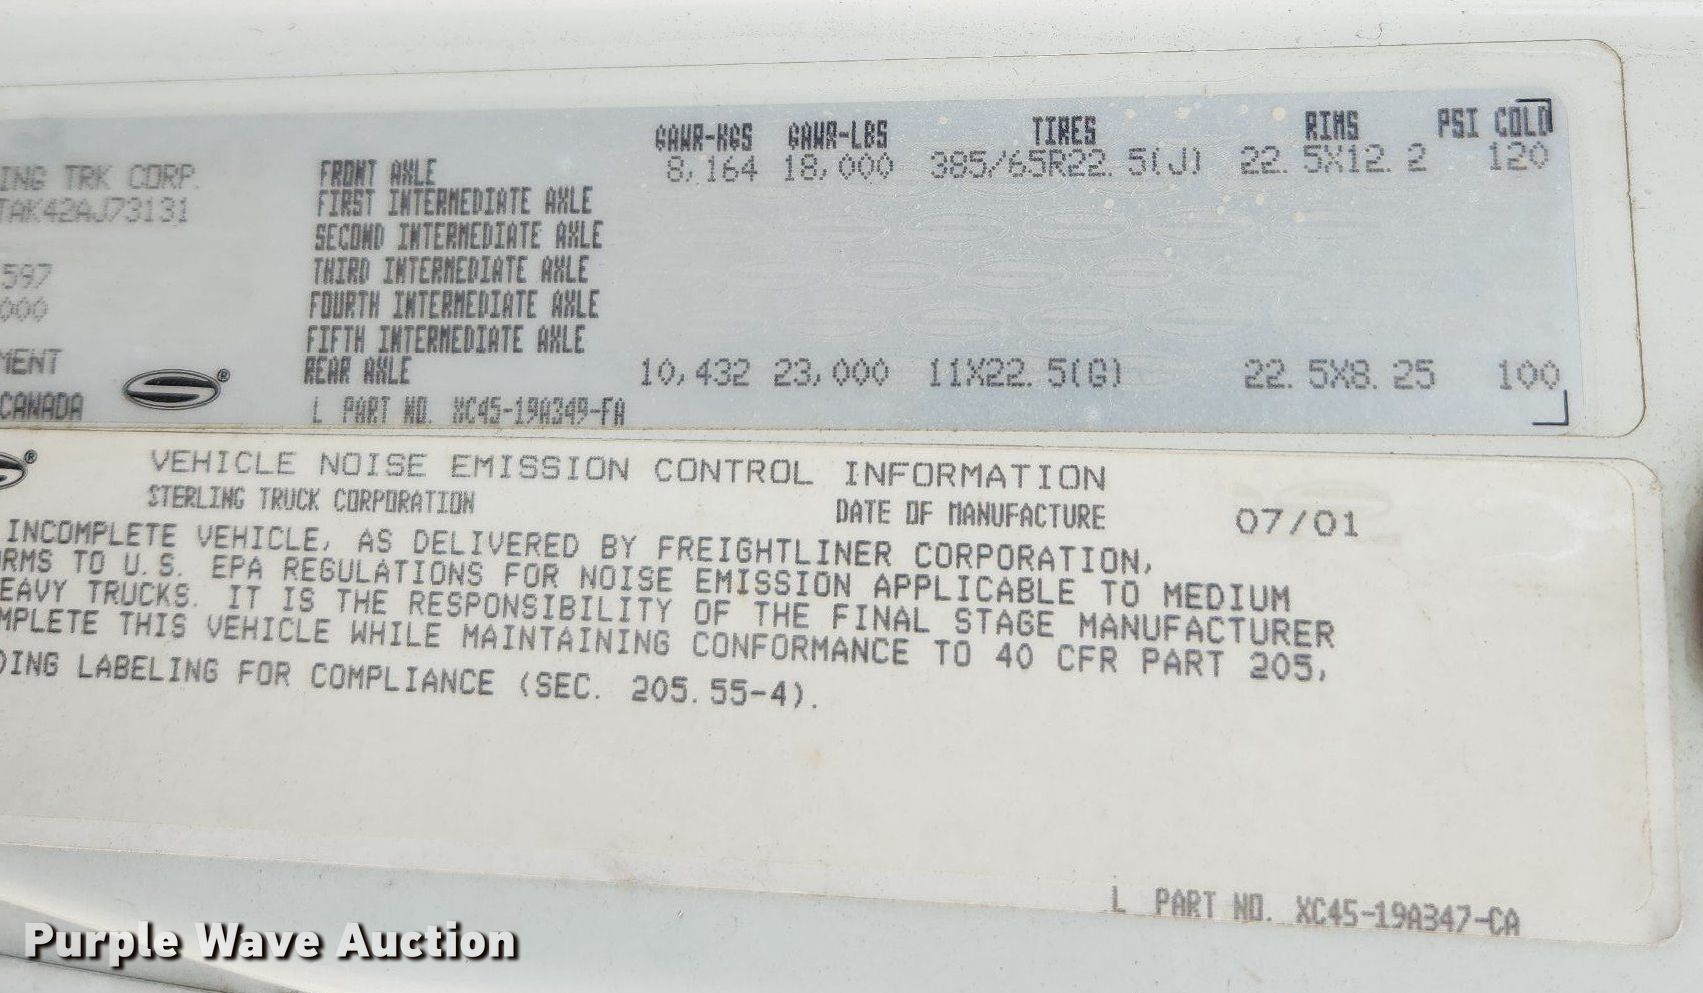 GAWR-KGS GAWR-LBS TIRES RIMS PSI COLD
ING TRK CORP. FRONT AXLE 8,164 18,000 385/65R22.5(J) 22.5X12.2 120
TAK42AJ73131 FIRST INTERMEDIATE AXLE
SECOND INTERMEDIATE AXLE
597 THIRD INTERMEDIATE AXLE
000 FOURTH INTERMEDIATE AXLE
FIFTH INTERMEDIATE AXLE
MENT REAR AXLE 10,432 23,000 11X22.5(G) 22.5X8.25 100
CANADA ® L PART NO. XC45-19A349-FA
® VEHICLE NOISE EMISSION CONTROL INFORMATION
STERLING TRUCK CORPORATION DATE OF MANUFACTURE 07/01
INCOMPLETE VEHICLE, AS DELIVERED BY FREIGHTLINER CORPORATION,
RMS TO U.S. EPA REGULATIONS FOR NOISE EMISSION APPLICABLE TO MEDIUM
EAVY TRUCKS. IT IS THE RESPONSIBILITY OF THE FINAL STAGE MANUFACTURER
MPLETE THIS VEHICLE WHILE MAINTAINING CONFORMANCE TO 40 CFR PART 205,
DING LABELING FOR COMPLIANCE (SEC. 205.55-4).
L PART NO. XC45-19A347-CA
Purple Wave Auction